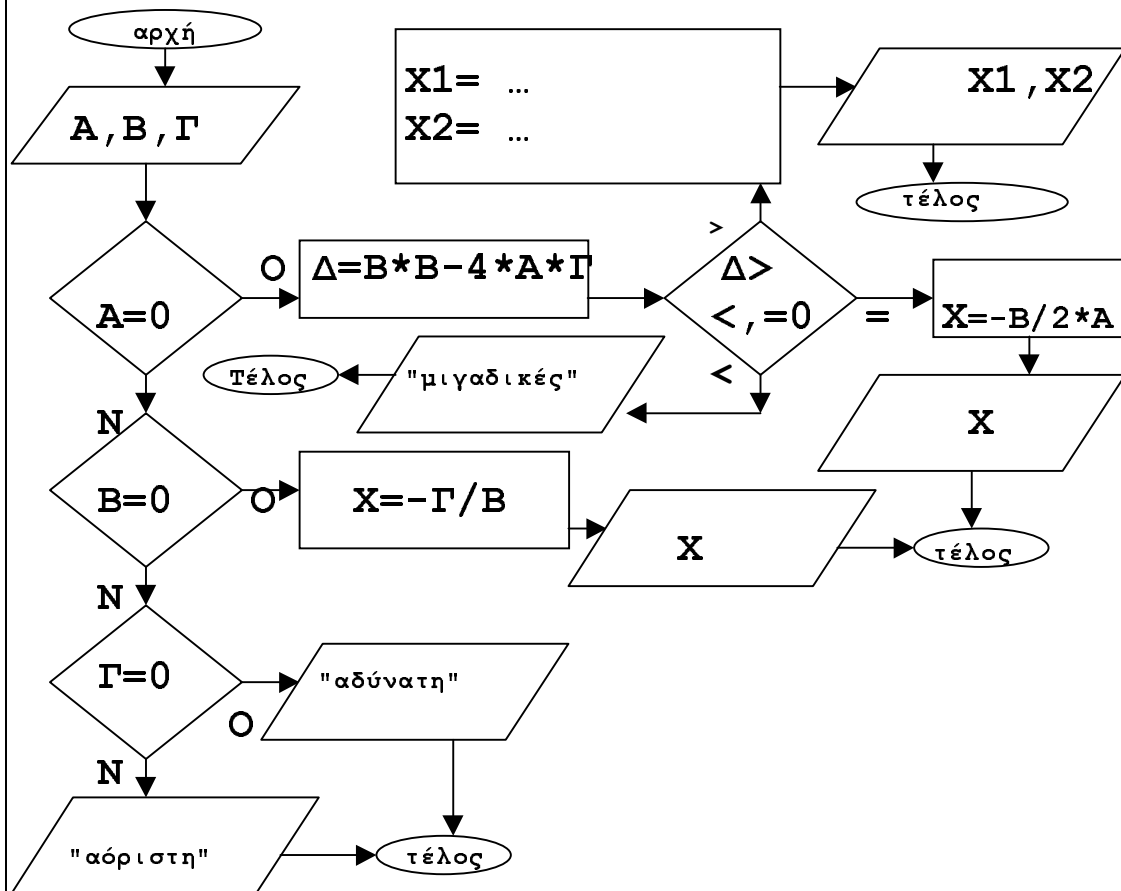 αρχή
Α,Β,Γ
Χ1= …
Χ2= …
Χ1,Χ2
τέλος
Α=0
Ο
Δ=Β*Β-4*Α*Γ
>
Δ>
<,=0
=
Χ=-Β/2*Α
<
"μιγαδικές"
Τέλος
Χ
τέλος
Ν
Β=0
Ο
Χ=-Γ/Β
Χ
Ν
Γ=0
Ο
"αδύνατη"
Ν
"αόριστη"
τέλος